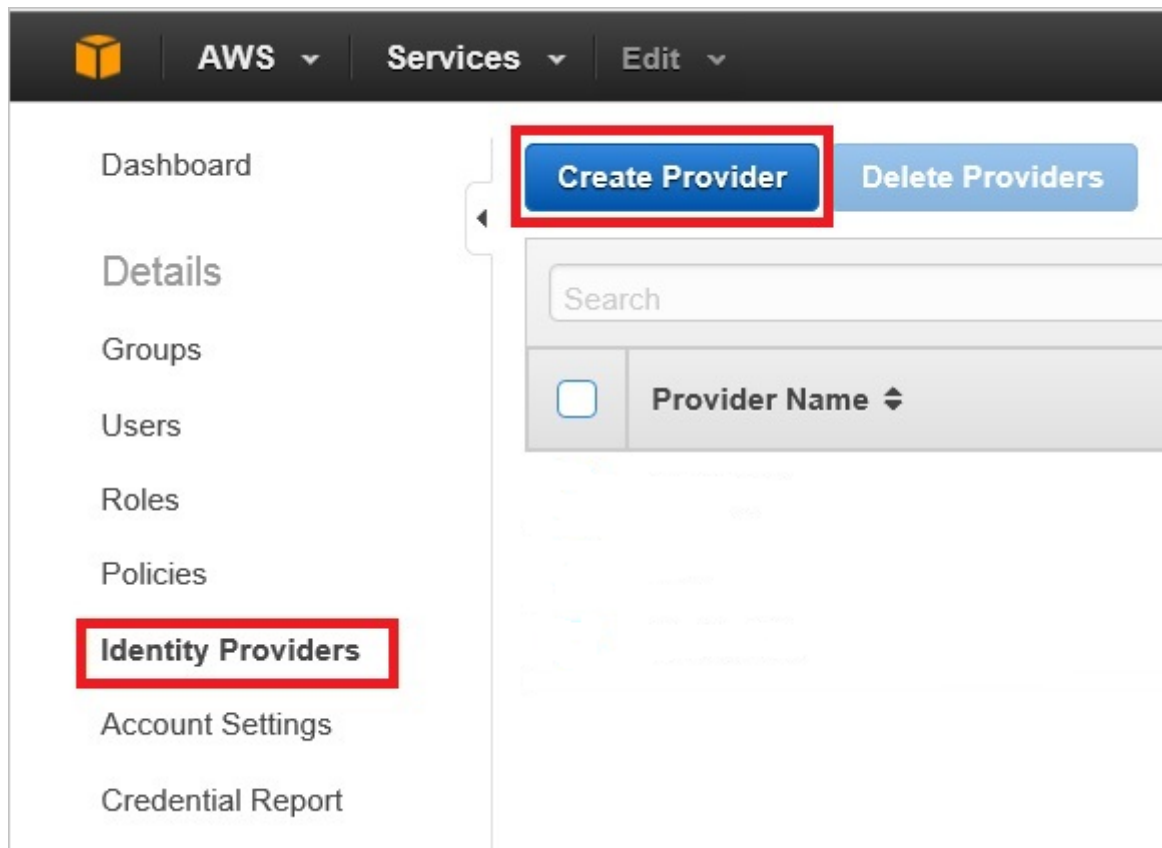 AWS Services Edit
Dashboard
Details
Groups
Users
Roles
Policies
Identity Providers
Account Settings
Credential Report
Create Provider Delete Providers
Search
Provider Name